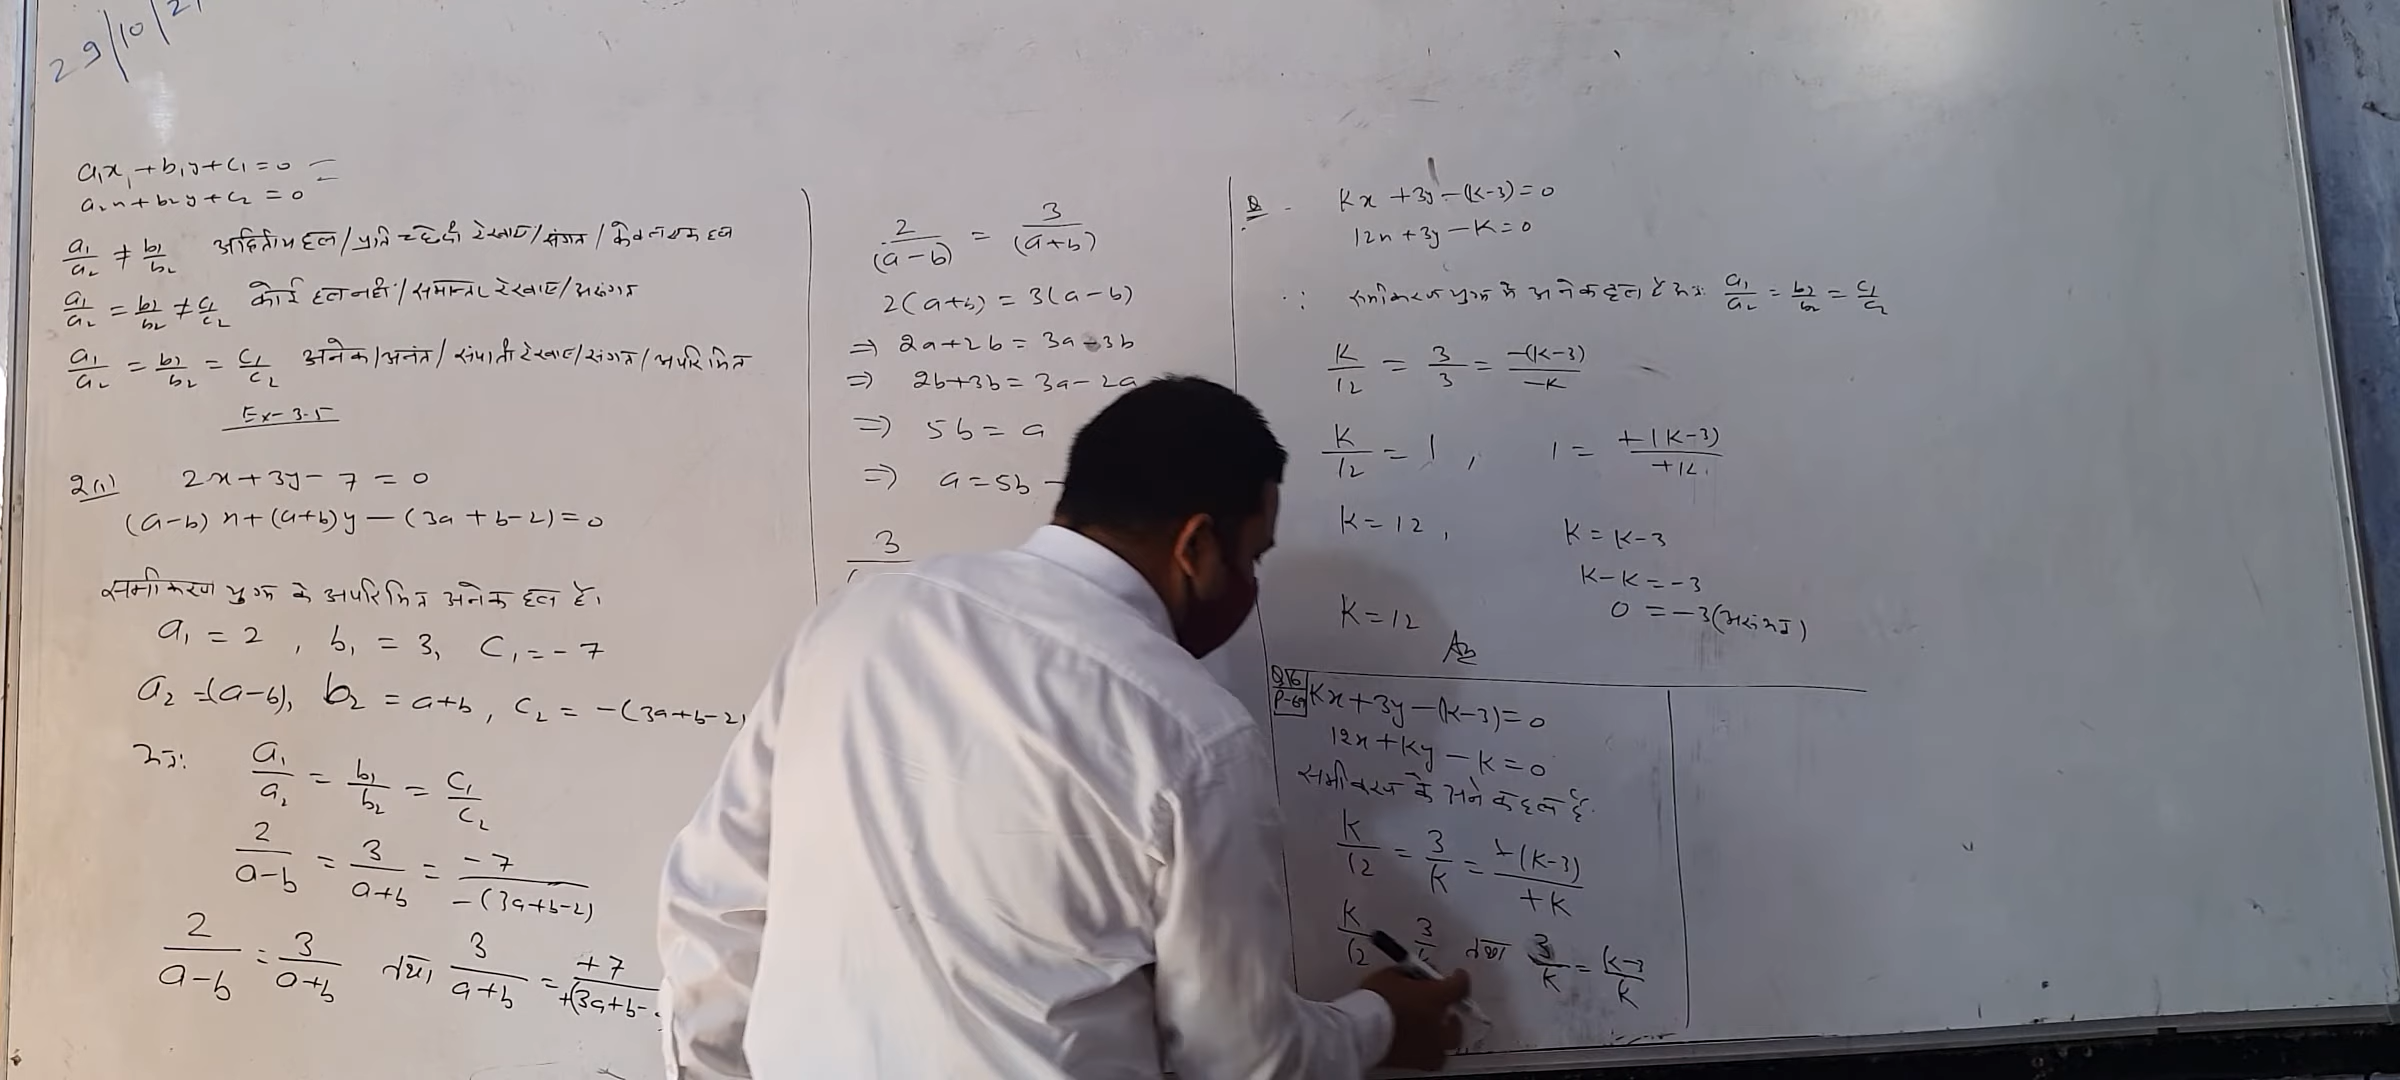 29/10/21
a₁x₁+b₁y+c₁=0
a₂x+b₂y+c₂=0
a₁/a₂ ≠ b₁/b₂ अद्वितीय हल/प्रतिच्छेदी रेखाएं/संगत/केवल एक हल
a₁/a₂ = b₁/b₂ ≠ c₁/c₂ कोई हल नहीं/समान्तर रेखाएं/असंगत
a₁/a₂ = b₁/b₂ = c₁/c₂ अनेक/अनंत/संपाती रेखाएं/संगत/अपरिमित
Ex-3.5
2(i) 2x+3y-7=0
(a-b)x+(a+b)y-(3a+b-2)=0
समीकरण युग्म के अपरिमित अनेक हल है।
a₁=2, b₁=3, c₁=-7
a₂=(a-b), b₂=a+b, c₂=-(3a+b-2)
अतः a₁/a₂ = b₁/b₂ = c₁/c₂
2/(a-b) = 3/(a+b) = -7/-(3a+b-2)
2/(a-b) = 3/(a+b) तथा 3/(a+b) = +7/+(3a+b-
2/(a-b) = 3/(a+b)
2(a+b)=3(a-b)
⇒ 2a+2b=3a-3b
⇒ 2b+3b=3a-2a
⇒ 5b=a
⇒ a=5b-
3
Q. Kx+3y-(K-3)=0
12x+3y-K=0
∵ समीकरण युग्म के अनेक हल है अतः a₁/a₂ = b₁/b₂ = c₁/c₂
K/12 = 3/3 = -(K-3)/-K
K/12 = 1, 1 = +(K-3)/+K
K=12, K=K-3
K-K=-3
K=12 0=-3(असंभव)
Ans
Q16 P-69 Kx+3y-(K-3)=0
12x+Ky-K=0
समीकरण के अनेक हल है
K/12 = 3/K = +(K-3)/+K
K/12 3/K तथा 3/K = K-3/K